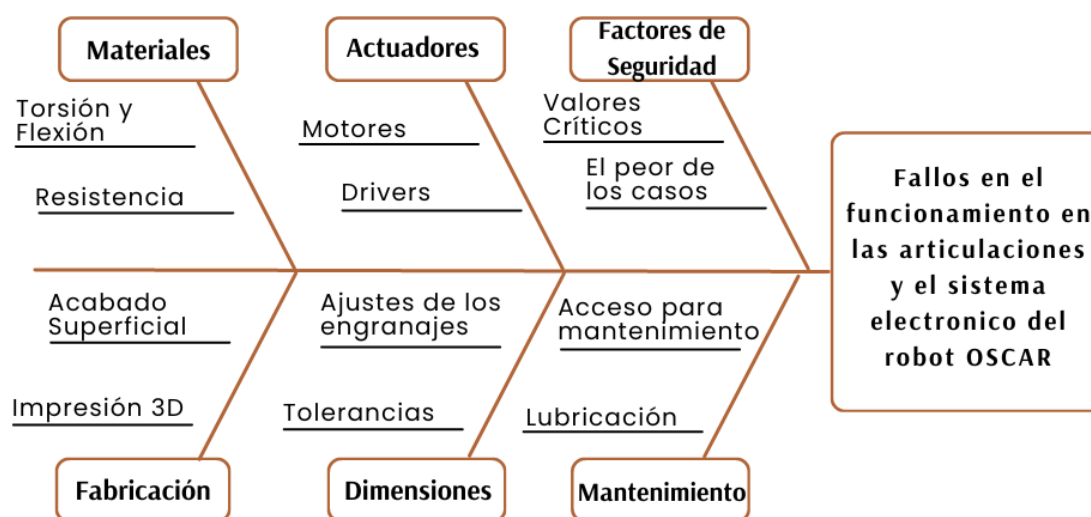 Materiales
Actuadores
Factores de
Seguridad
Torsión y
Flexión
Resistencia
Motores
Drivers
Valores
Críticos
El peor de
los casos
Fallos en el
funcionamiento en
las articulaciones
y el sistema
electronico del
robot OSCAR
Acabado
Superficial
Impresión 3D
Ajustes de los
engranajes
Tolerancias
Acceso para
mantenimiento
Lubricación
Fabricación
Dimensiones
Mantenimiento